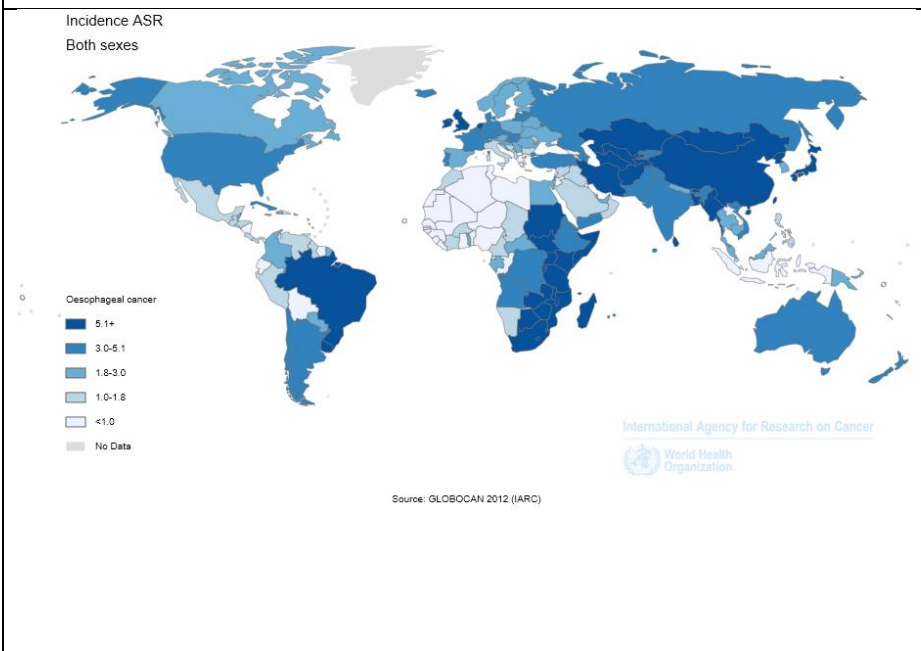 Incidence ASR
Both sexes
Oesophageal cancer
5.1+
3.0-5.1
1.8-3.0
1.0-1.8
<1.0
No Data
International Agency for Research on Cancer
World Health
Organization
Source: GLOBOCAN 2012 (IARC)